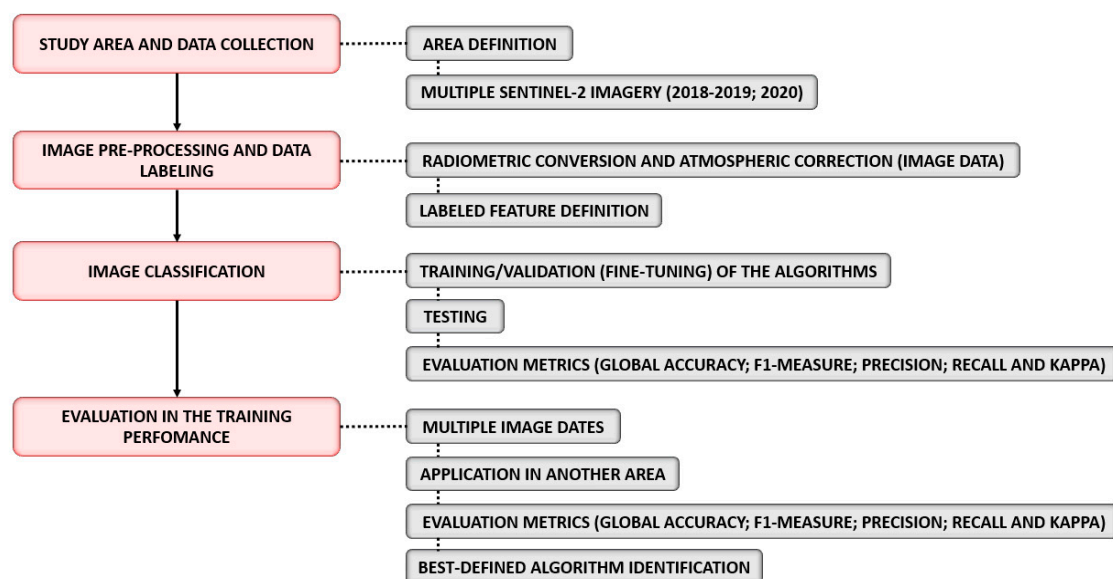 STUDY AREA AND DATA COLLECTION
AREA DEFINITION
MULTIPLE SENTINEL-2 IMAGERY (2018-2019; 2020)
IMAGE PRE-PROCESSING AND DATA
LABELING
RADIOMETRIC CONVERSION AND ATMOSPHERIC CORRECTION (IMAGE DATA)
LABELED FEATURE DEFINITION
IMAGE CLASSIFICATION
TRAINING/VALIDATION (FINE-TUNING) OF THE ALGORITHMS
TESTING
EVALUATION METRICS (GLOBAL ACCURACY; F1-MEASURE; PRECISION; RECALL AND KAPPA)
EVALUATION IN THE TRAINING
PERFOMANCE
MULTIPLE IMAGE DATES
APPLICATION IN ANOTHER AREA
EVALUATION METRICS (GLOBAL ACCURACY; F1-MEASURE; PRECISION; RECALL AND KAPPA)
BEST-DEFINED ALGORITHM IDENTIFICATION